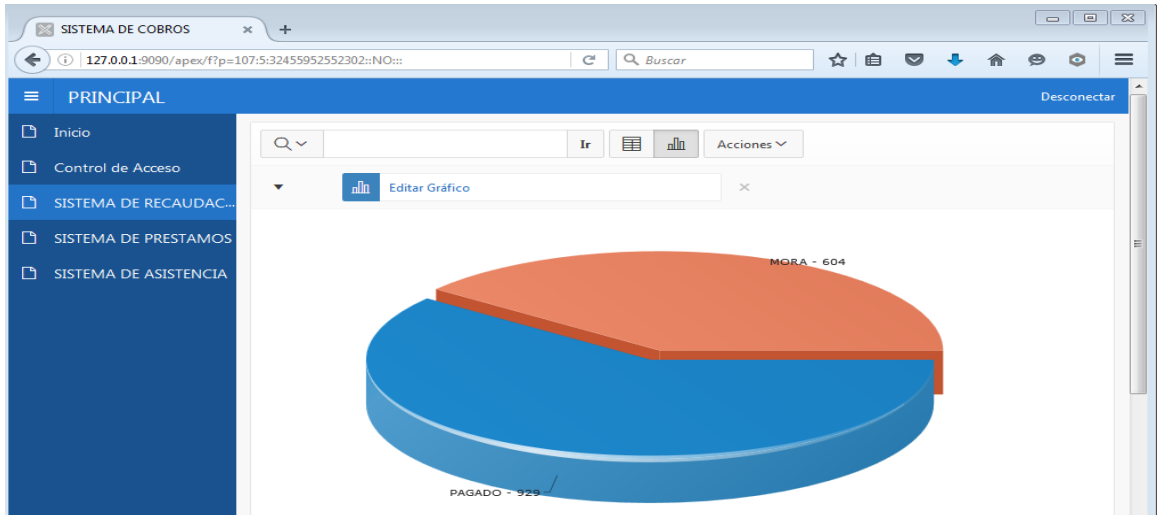 SISTEMA DE COBROS
127.0.0.1:9090/apex/f?p=107:5:32455952552302::NO:::
Buscar
PRINCIPAL
Desconectar
Inicio
Control de Acceso
SISTEMA DE RECAUDAC...
SISTEMA DE PRESTAMOS
SISTEMA DE ASISTENCIA
Ir
Acciones
Editar Gráfico
MORA - 604
PAGADO - 929